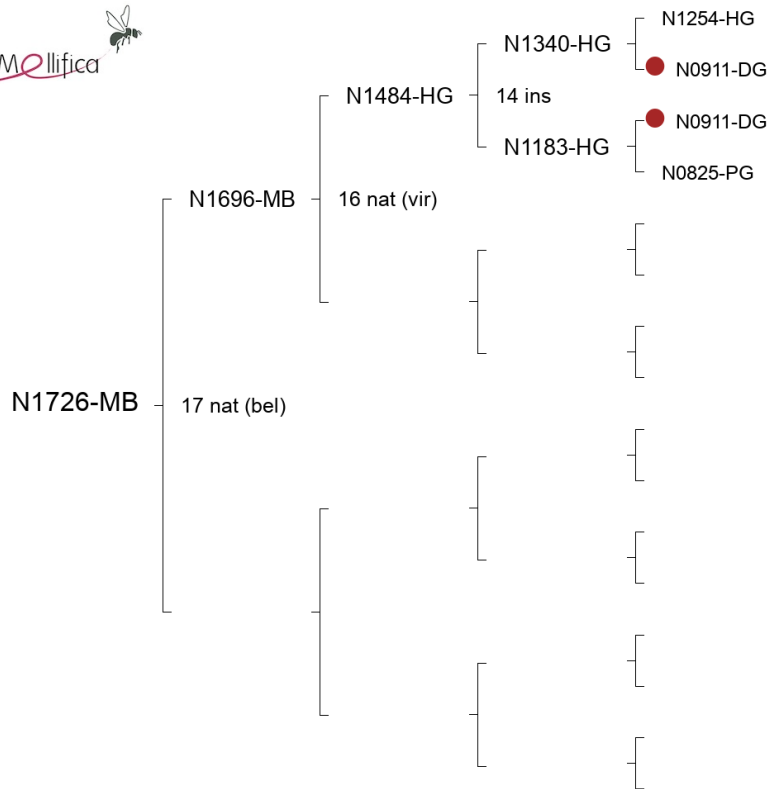 Mellifica
N1254-HG
N1340-HG
N0911-DG
N1484-HG
14 ins
N0911-DG
N1183-HG
N0825-PG
N1696-MB
16 nat (vir)
N1726-MB
17 nat (bel)